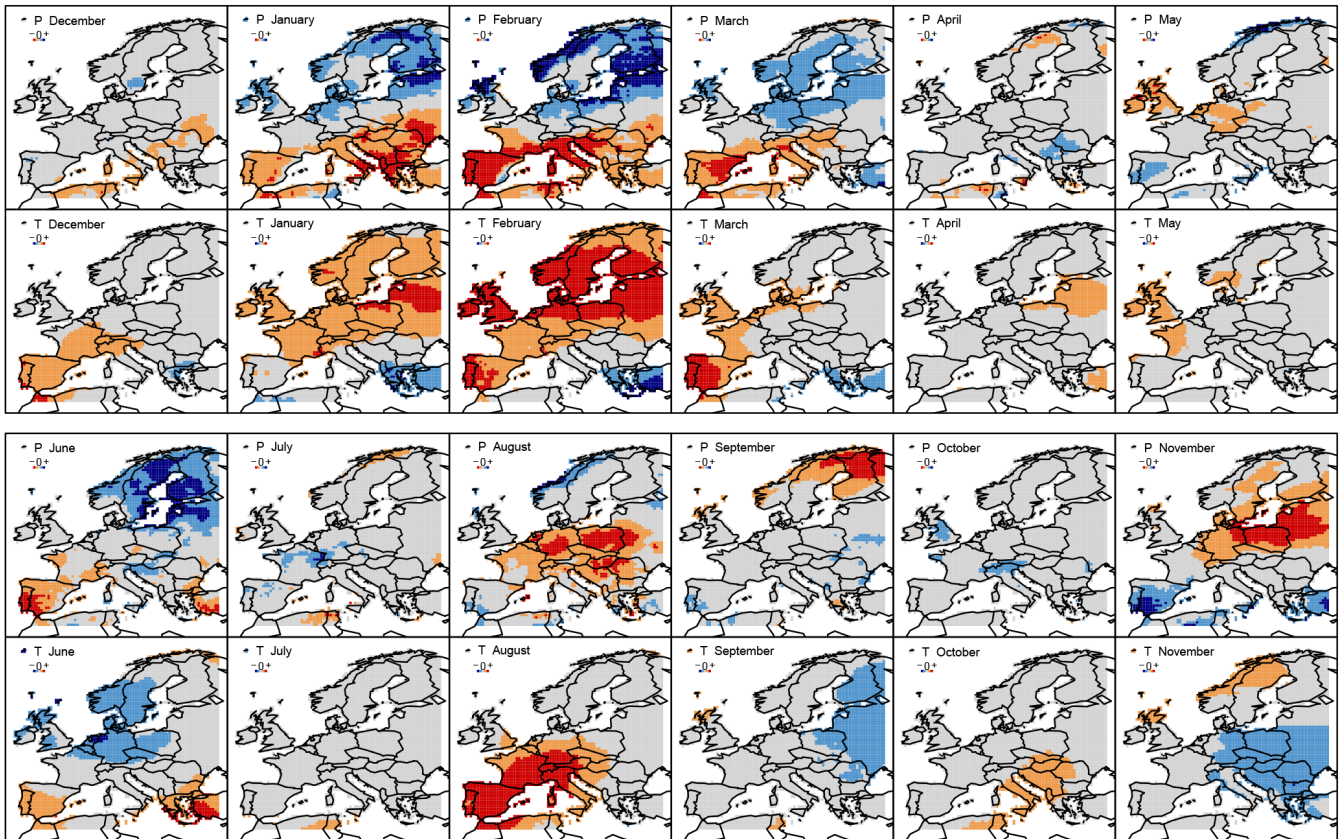 P December
− 0 +
P January
− 0 +
P February
− 0 +
P March
− 0 +
P April
− 0 +
P May
− 0 +
T December
− 0 +
T January
− 0 +
T February
− 0 +
T March
− 0 +
T April
− 0 +
T May
− 0 +
P June
− 0 +
P July
− 0 +
P August
− 0 +
P September
− 0 +
P October
− 0 +
P November
− 0 +
T June
− 0 +
T July
− 0 +
T August
− 0 +
T September
− 0 +
T October
− 0 +
T November
− 0 +